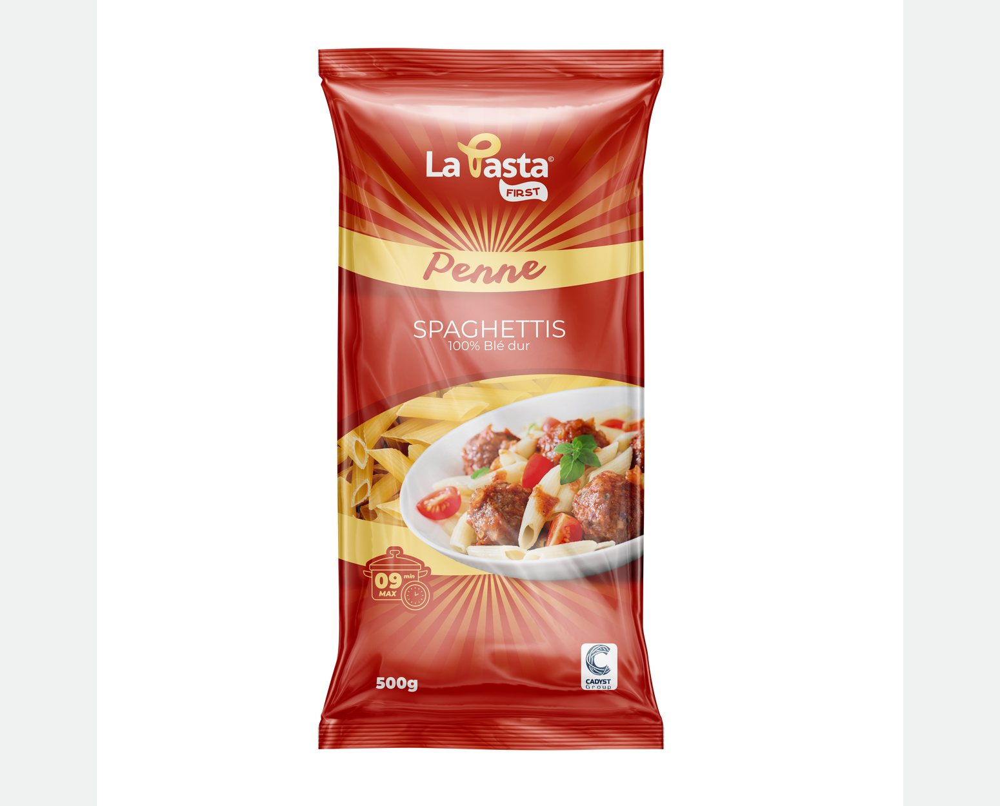 La Pasta©
FIRST
Penne
SPAGHETTIS
100% Blé dur
09 min
MAX
500g
C
CADYST
Group